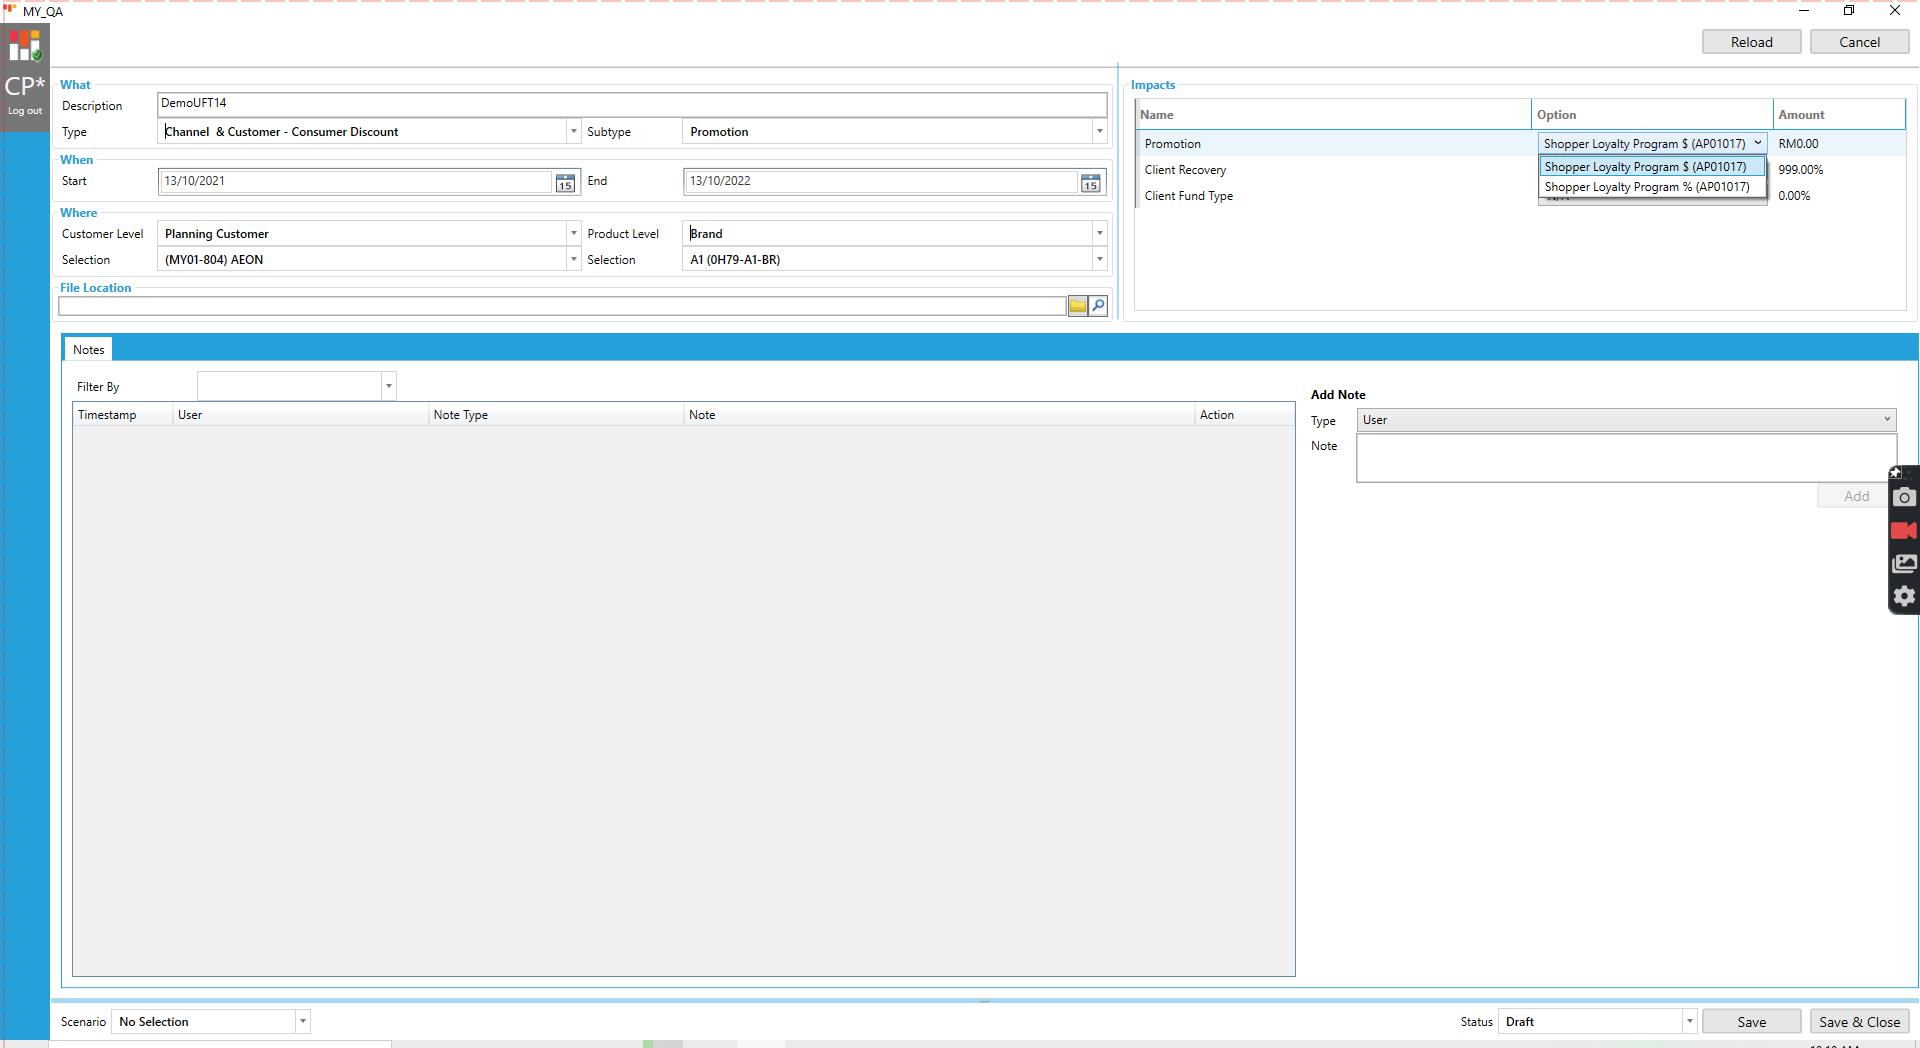 MY_QA
CP*
Log out
Reload
Cancel
What
Description
DemoUFT14
Type
Channel & Customer - Consumer Discount
Subtype
Promotion
When
Start
13/10/2021
15
End
13/10/2022
15
Where
Customer Level
Planning Customer
Product Level
Brand
Selection
(MY01-804) AEON
Selection
A1 (0H79-A1-BR)
File Location
Impacts
Name Option Amount
Promotion
Shopper Loyalty Program $ (AP01017)
RM0.00
Shopper Loyalty Program $ (AP01017)
Client Recovery
999.00%
Shopper Loyalty Program % (AP01017)
Client Fund Type
0.00%
Notes
Filter By
Timestamp User Note Type Note Action
Add Note
Type
User
Note
Add
Scenario
No Selection
Status
Draft
Save
Save & Close